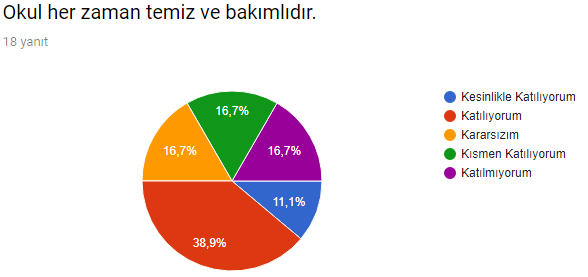 Okul her zaman temiz ve bakımlıdır.
18 yanıt
Kesinlikle Katılıyorum
Katılıyorum
Kararsızım
Kısmen Katılıyorum
Katılmıyorum
16,7%
16,7%
16,7%
11,1%
38,9%